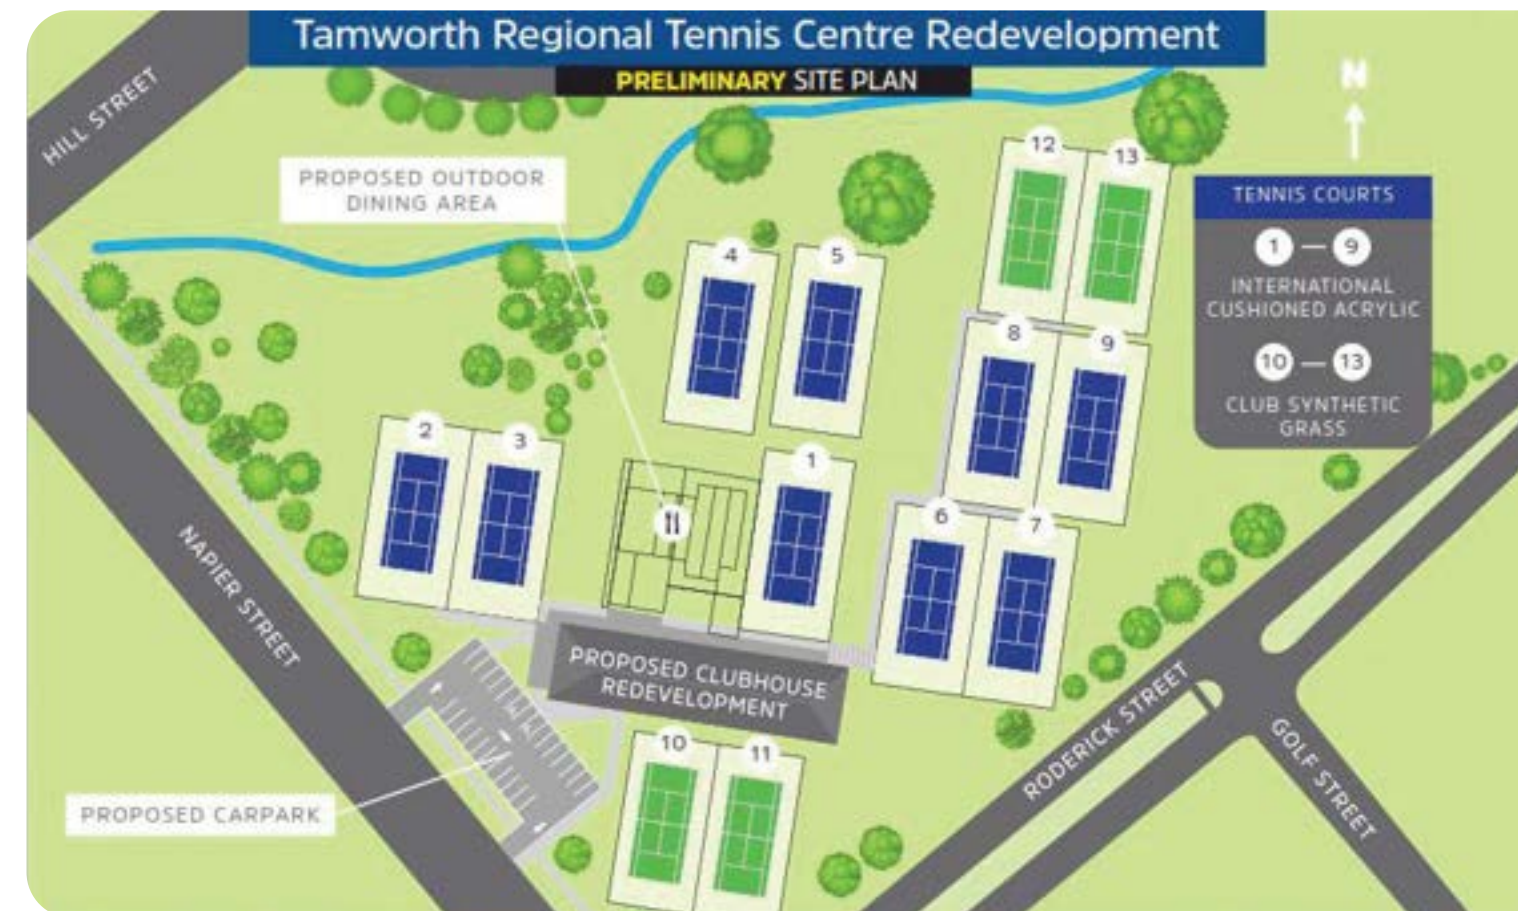 Tamworth Regional Tennis Centre Redevelopment
PRELIMINARY SITE PLAN
N
HILL STREET
PROPOSED OUTDOOR
DINING AREA
12
13
TENNIS COURTS
1 — 9
INTERNATIONAL
CUSHIONED ACRYLIC
10 — 13
CLUB SYNTHETIC
GRASS
4
5
8
9
2
3
1
6
7
NAPIER STREET
PROPOSED CLUBHOUSE
REDEVELOPMENT
RODERICK STREET
GOLF STREET
10
11
PROPOSED CARPARK